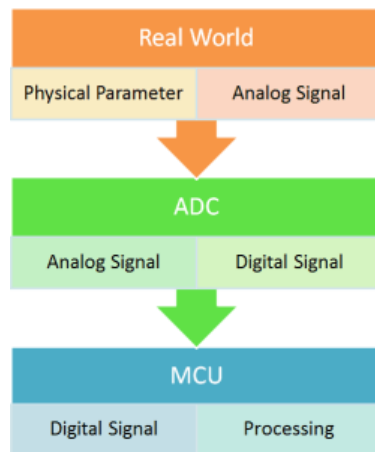 Real World
Physical Parameter Analog Signal
ADC
Analog Signal Digital Signal
MCU
Digital Signal Processing